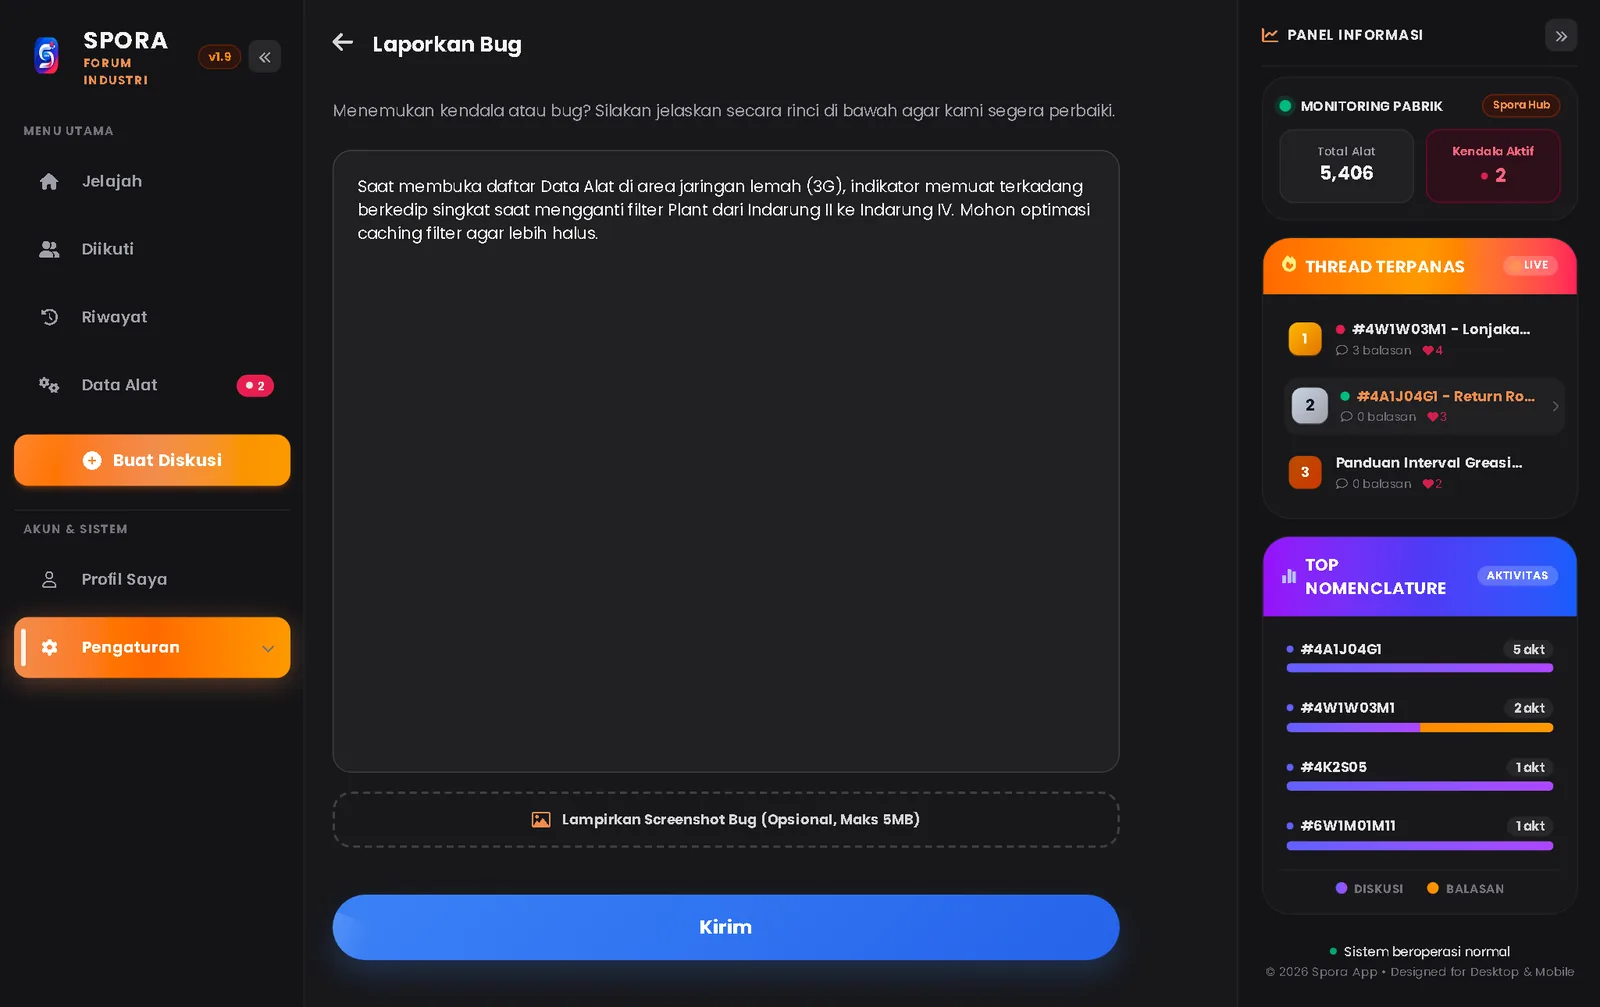 SPORA
FORUM
INDUSTRI
v1.9
MENU UTAMA
Jelajah
Diikuti
Riwayat
Data Alat
2
Buat Diskusi
AKUN & SISTEM
Profil Saya
Pengaturan
Laporkan Bug
Menemukan kendala atau bug? Silakan jelaskan secara rinci di bawah agar kami segera perbaiki.
Saat membuka daftar Data Alat di area jaringan lemah (3G), indikator memuat terkadang
berkedip singkat saat mengganti filter Plant dari Indarung II ke Indarung IV. Mohon optimasi
caching filter agar lebih halus.
Lampirkan Screenshot Bug (Opsional, Maks 5MB)
Kirim
PANEL INFORMASI
MONITORING PABRIK
Spora Hub
Total Alat
5,406
Kendala Aktif
2
THREAD TERPANAS
LIVE
1
#4W1W03M1 - Lonjaka...
3 balasan
4
2
#4A1J04G1 - Return Ro...
0 balasan
3
3
Panduan Interval Greasi...
0 balasan
2
TOP
NOMENCLATURE
AKTIVITAS
#4A1J04G1
5 akt
#4W1W03M1
2 akt
#4K2S05
1 akt
#6W1M01M11
1 akt
DISKUSI
BALASAN
Sistem beroperasi normal
© 2026 Spora App • Designed for Desktop & Mobile